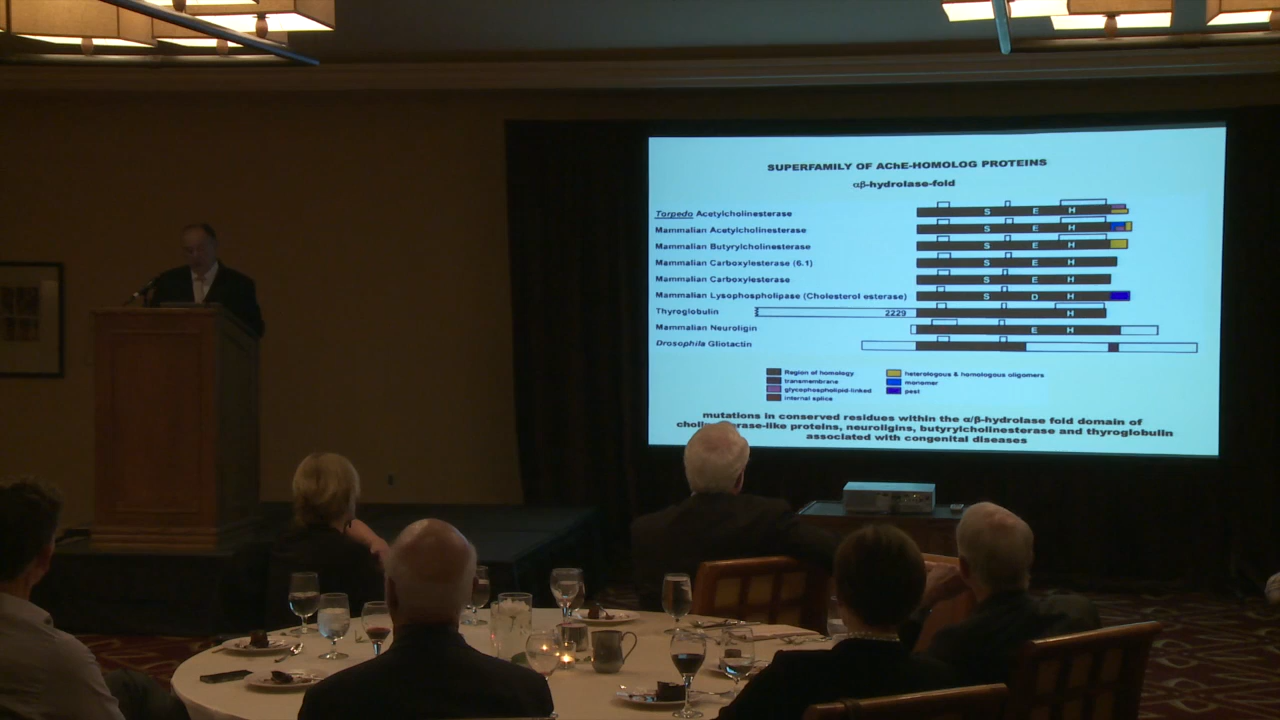 SUPERFAMILY OF AChE-HOMOLOG PROTEINS
αβ-hydrolase-fold
Torpedo Acetylcholinesterase S E H
Mammalian Acetylcholinesterase S E H
Mammalian Butyrylcholinesterase S E H
Mammalian Carboxylesterase (6.1) S E H
Mammalian Carboxylesterase S E H
Mammalian Lysophospholipase (Cholesterol esterase) S D H
Thyroglobulin 2229 H
Mammalian Neuroligin E H
Drosophila Gliotactin
Region of homology
transmembrane
glycophospholipid-linked
internal splice
heterologous & homologous oligomers
monomer
pest
mutations in conserved residues within the α/β-hydrolase fold domain of
-like proteins, neuroligins, butyrylcholinesterase and thyroglobulin
associated with congenital diseases